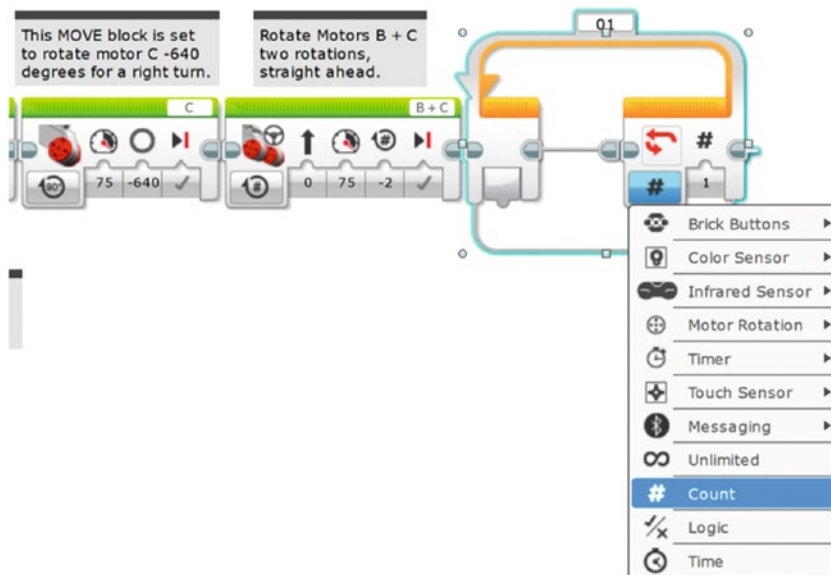 This MOVE block is set
to rotate motor C -640
degrees for a right turn.
Rotate Motors B + C
two rotations,
straight ahead.
01
C
B + C
#
90°
75
-640
#
0
75
-2
#
1
Brick Buttons
Color Sensor
Infrared Sensor
Motor Rotation
Timer
Touch Sensor
Messaging
Unlimited
# Count
Logic
Time